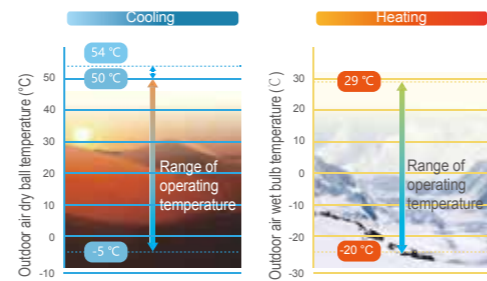 Cooling
Outdoor air dry ball temperature (°C)
54 °C
50 °C
50
40
30
20
10
0
-10
Range of
operating
temperature
-5 °C
Heating
Outdoor air wet bulb temperature (℃)
29 °C
30
20
10
0
-10
-20
-30
Range of
operating
temperature
-20 °C